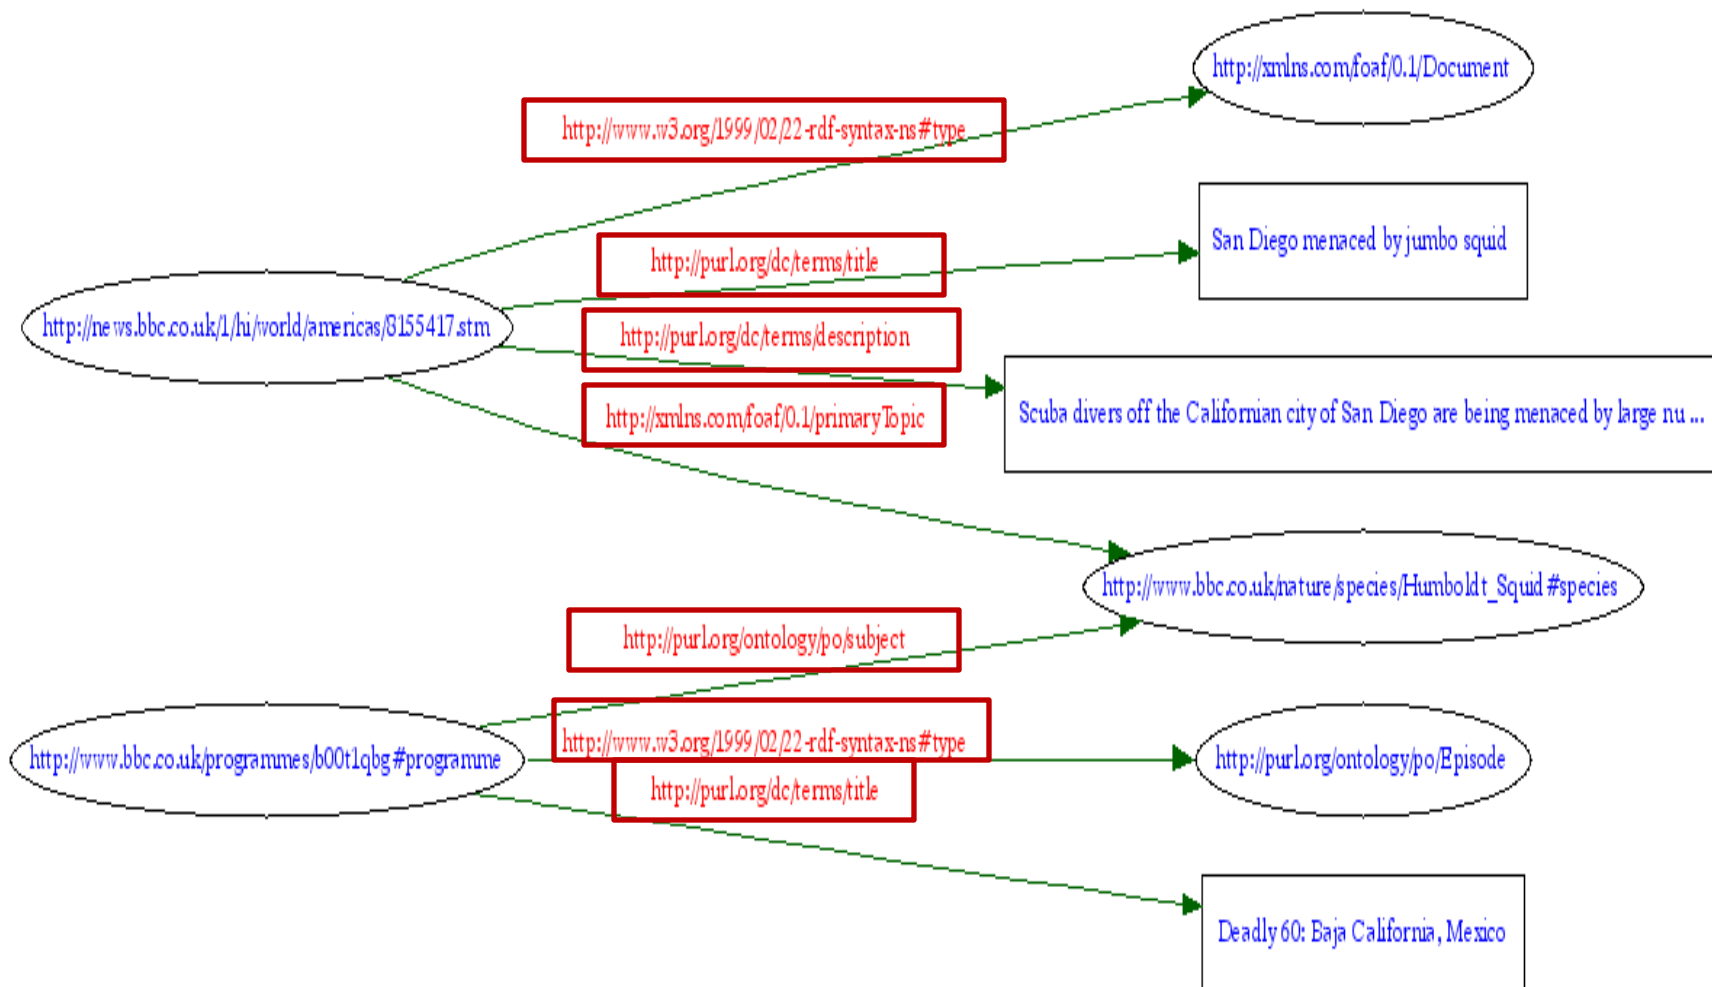 http://xmlns.com/foaf/0.1/Document
http://www.w3.org/1999/02/22-rdf-syntax-ns#type
San Diego menaced by jumbo squid
http://purl.org/dc/terms/title
http://news.bbc.co.uk/1/hi/world/americas/8155417.stm
http://purl.org/dc/terms/description
Scuba divers off the Californian city of San Diego are being menaced by large nu ...
http://xmlns.com/foaf/0.1/primaryTopic
http://www.bbc.co.uk/nature/species/Humboldt_Squid#species
http://purl.org/ontology/po/subject
http://www.w3.org/1999/02/22-rdf-syntax-ns#type
http://www.bbc.co.uk/programmes/b00t1qbg#programme
http://purl.org/ontology/po/Episode
http://purl.org/dc/terms/title
Deadly 60: Baja California, Mexico